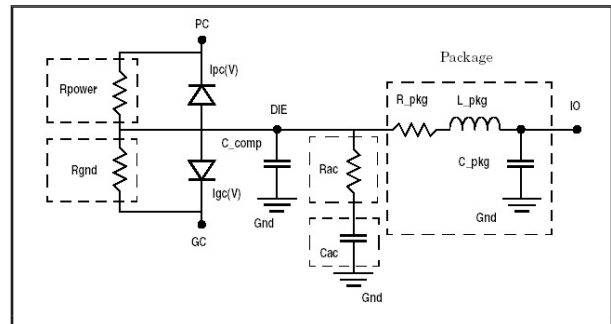 PC
Package
Ipc(V)
Rpower
R_pkg
L_pkg
DIE
IO
C_comp
Rgnd
Rac
C_pkg
Igc(V)
Gnd
Gnd
GC
Cac
Gnd